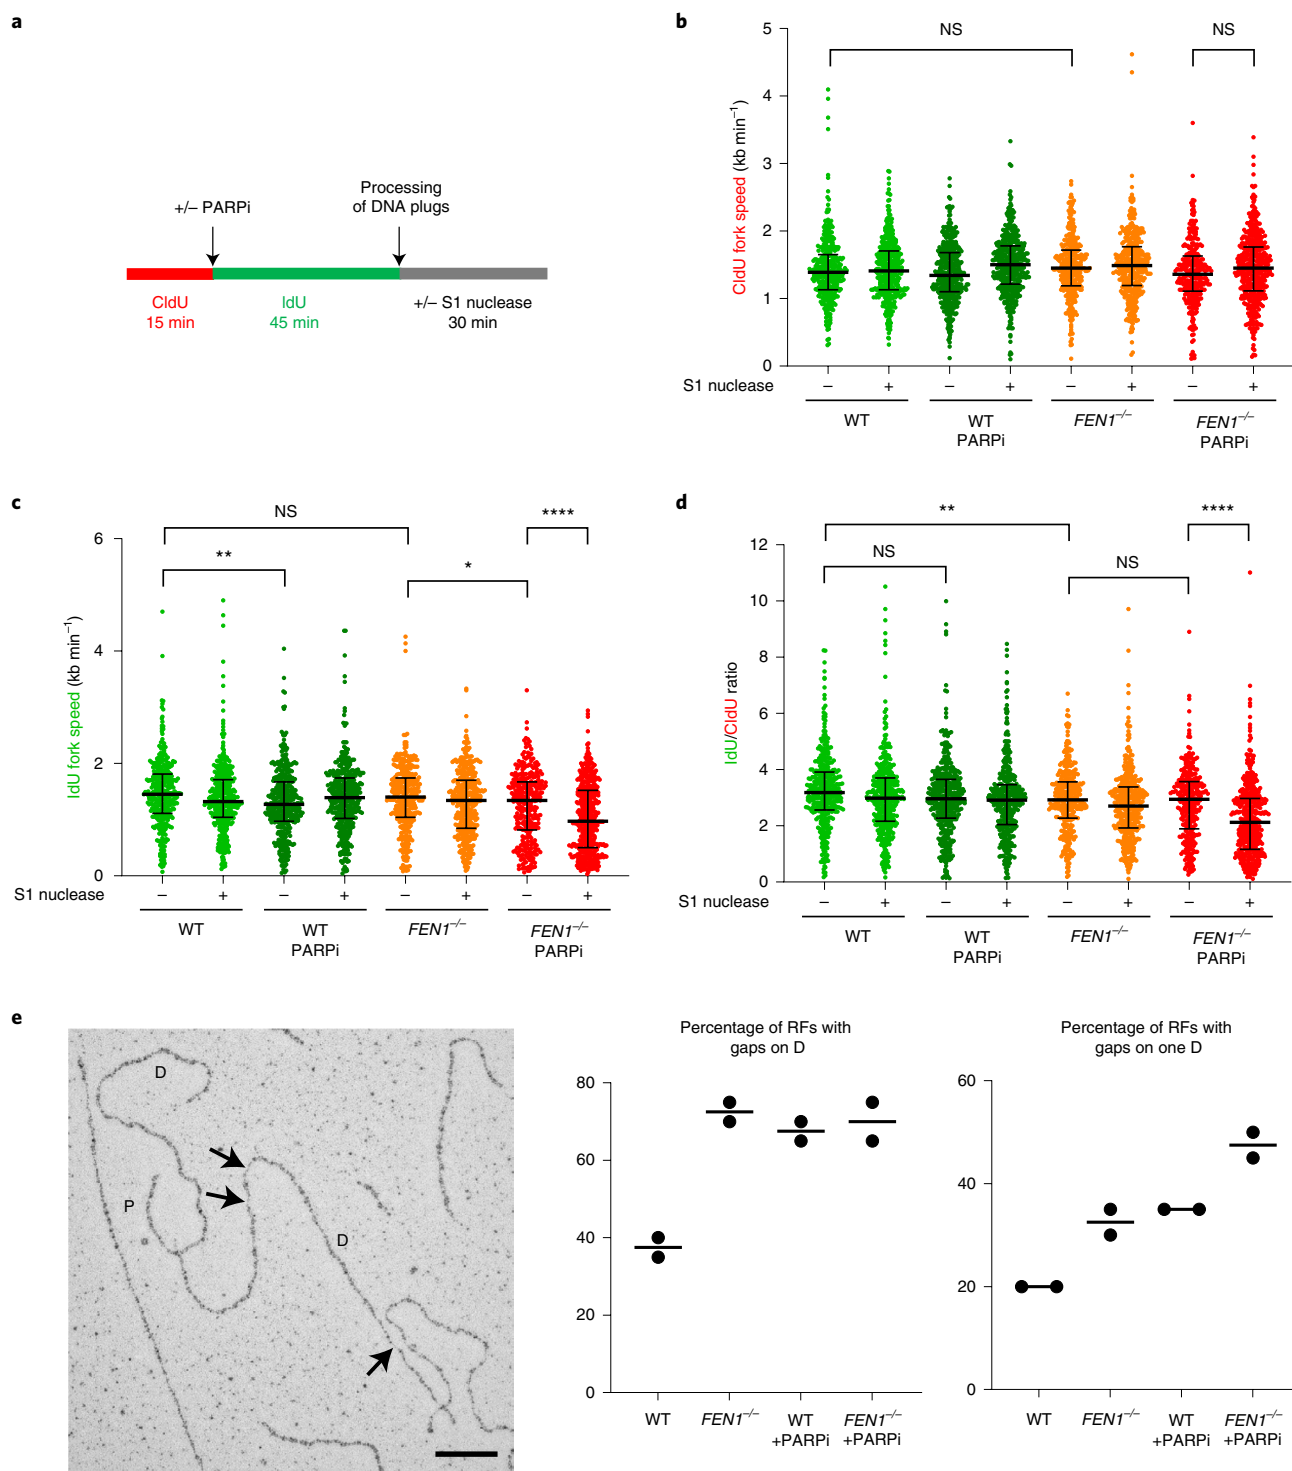 a
+/− PARPi
Processing
of DNA plugs
CldU
15 min
IdU
45 min
+/− S1 nuclease
30 min
b
CldU fork speed (kb min−1)
5
4
3
2
1
0
NS
NS
S1 nuclease − + − + − + − +
WT
WT
PARPi
FEN1−/−
FEN1−/−
PARPi
c
IdU fork speed (kb min−1)
6
4
2
0
NS
**
*
****
S1 nuclease − + − + − + − +
WT
WT
PARPi
FEN1−/−
FEN1−/−
PARPi
d
IdU/CldU ratio
12
10
8
6
4
2
0
**
NS
NS
****
S1 nuclease − + − + − + − +
WT
WT
PARPi
FEN1−/−
FEN1−/−
PARPi
e
D
P
D
Percentage of RFs with
gaps on D
80
60
40
20
0
WT
FEN1−/−
WT
+PARPi
FEN1−/−
+PARPi
Percentage of RFs with
gaps on one D
60
40
20
0
WT
FEN1−/−
WT
+PARPi
FEN1−/−
+PARPi